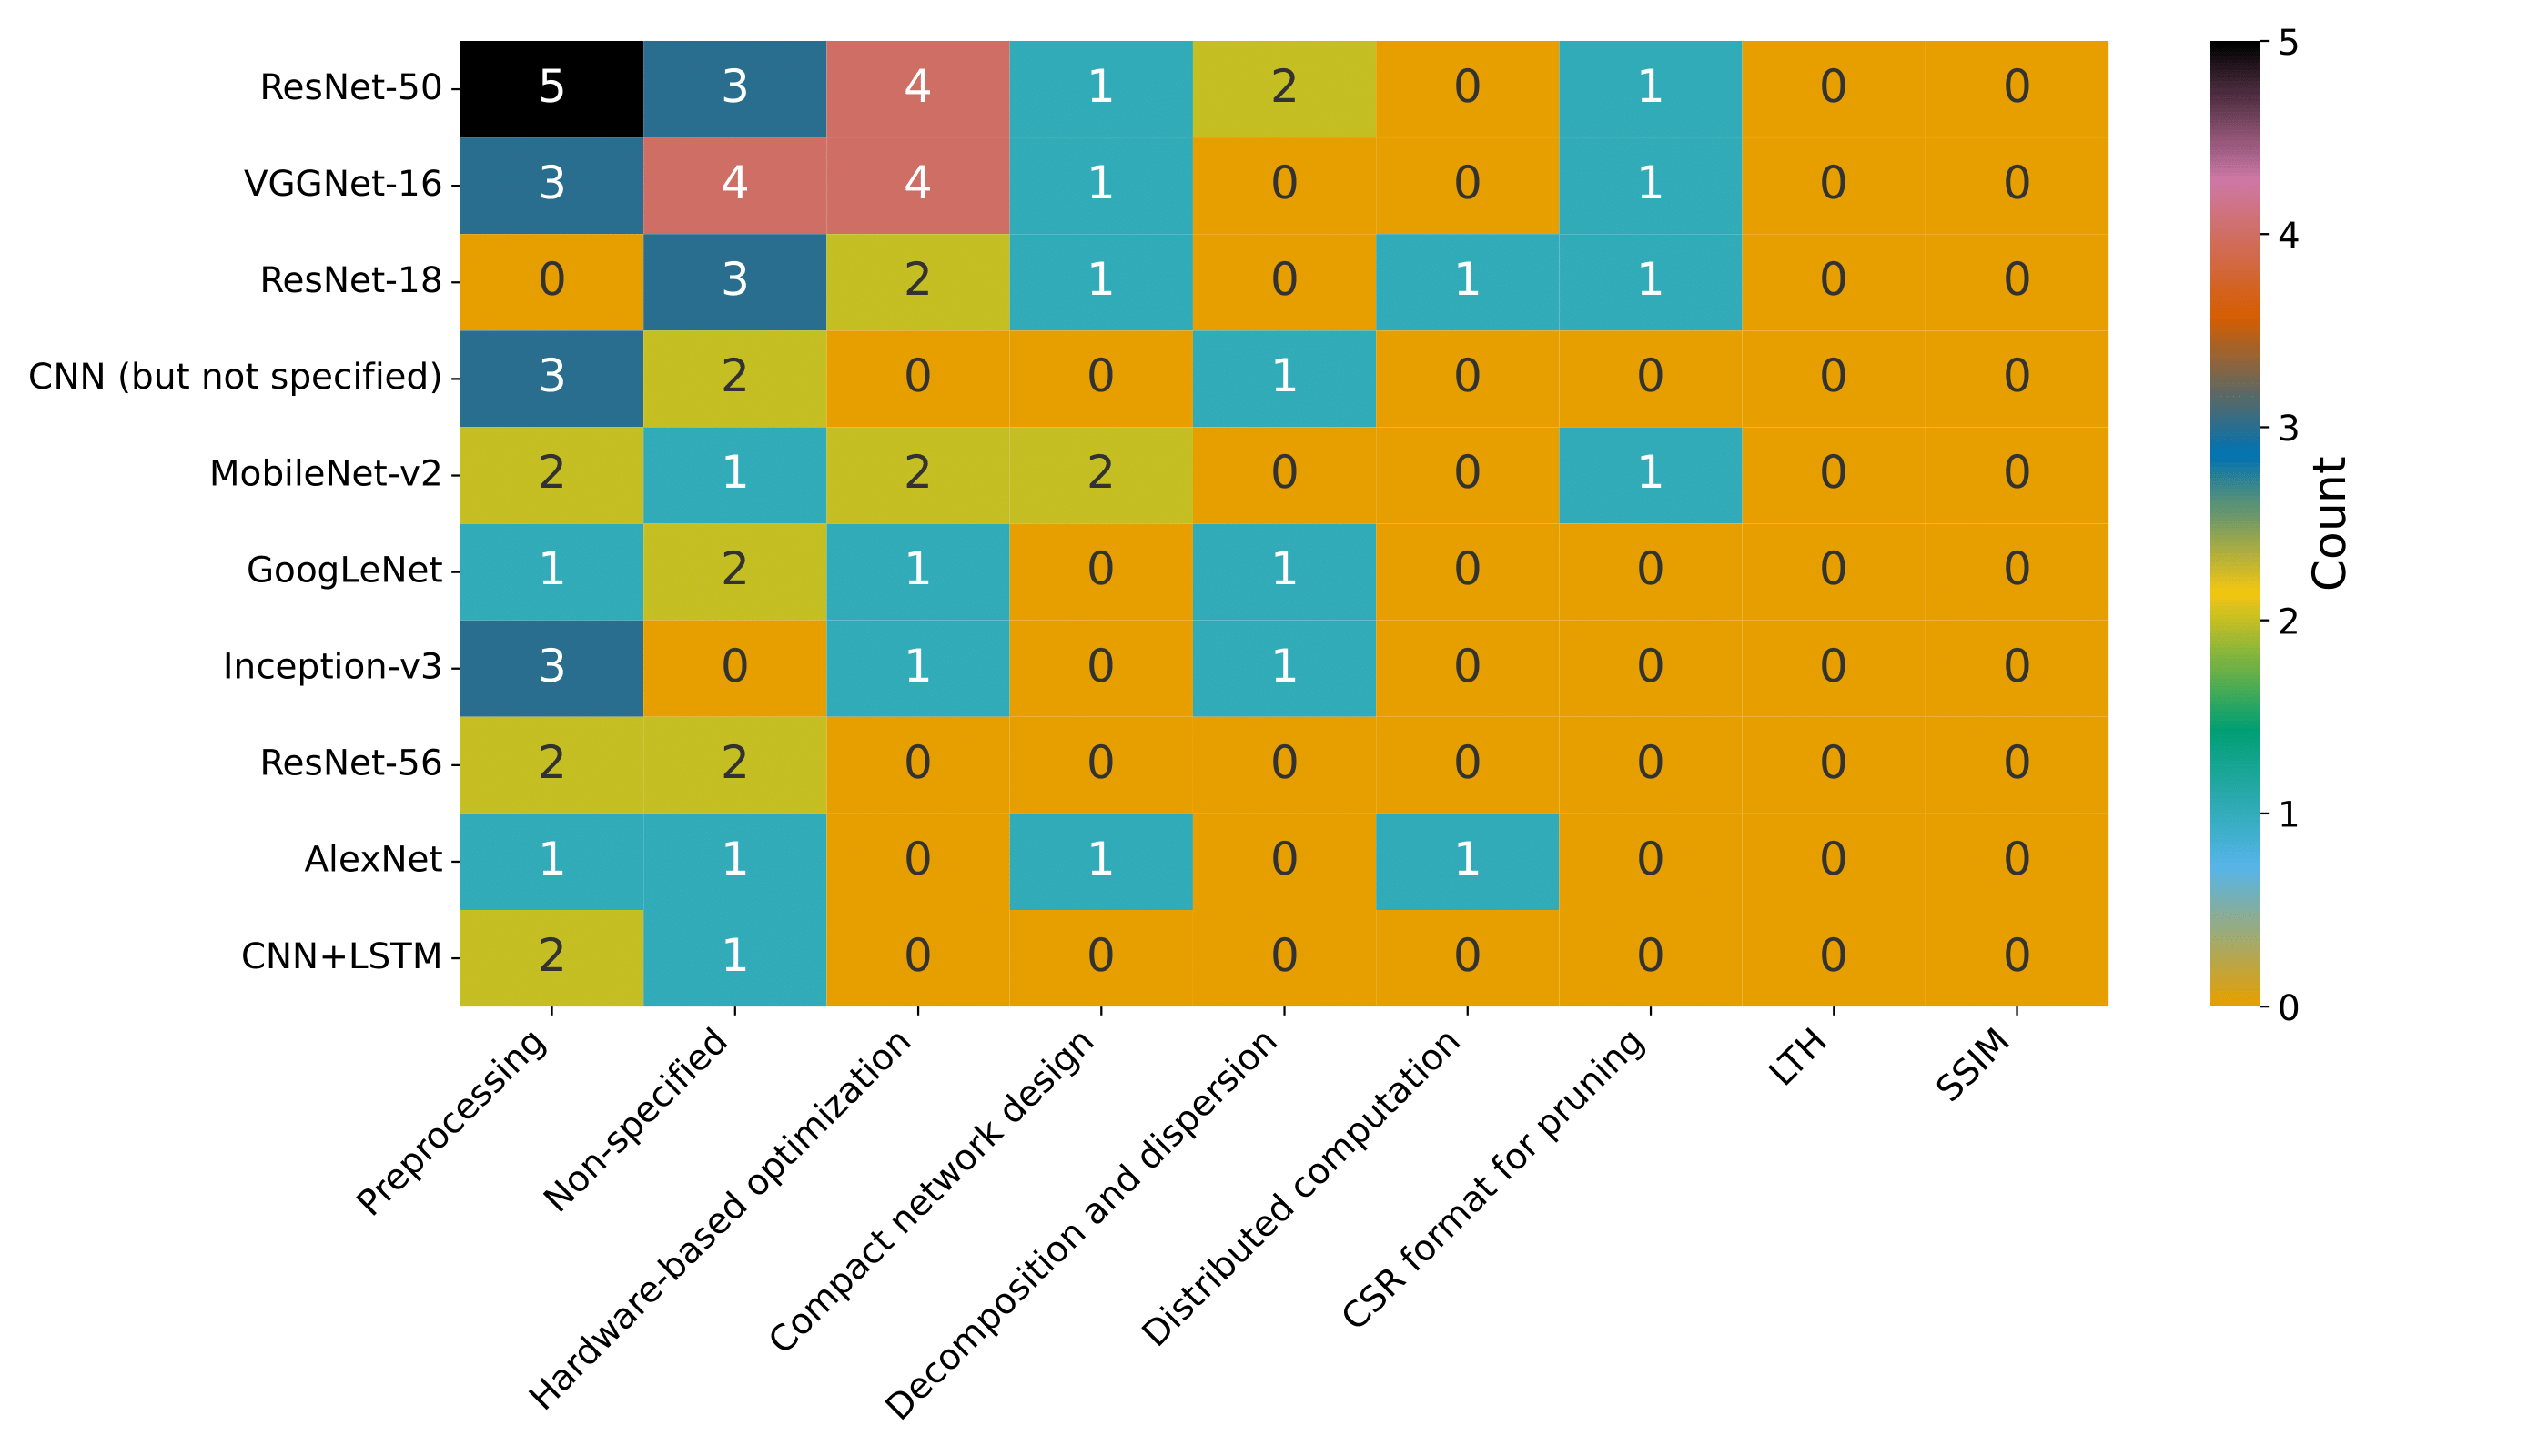 ResNet-50 5 3 4 1 2 0 1 0 0
VGGNet-16 3 4 4 1 0 0 1 0 0
ResNet-18 0 3 2 1 0 1 1 0 0
CNN (but not specified) 3 2 0 0 1 0 0 0 0
MobileNet-v2 2 1 2 2 0 0 1 0 0
GoogLeNet 1 2 1 0 1 0 0 0 0
Inception-v3 3 0 1 0 1 0 0 0 0
ResNet-56 2 2 0 0 0 0 0 0 0
AlexNet 1 1 0 1 0 1 0 0 0
CNN+LSTM 2 1 0 0 0 0 0 0 0
Preprocessing
Non-specified
Hardware-based optimization
Compact network design
Decomposition and dispersion
Distributed computation
CSR format for pruning
LTH
SSIM
5
4
3
2
1
0
Count